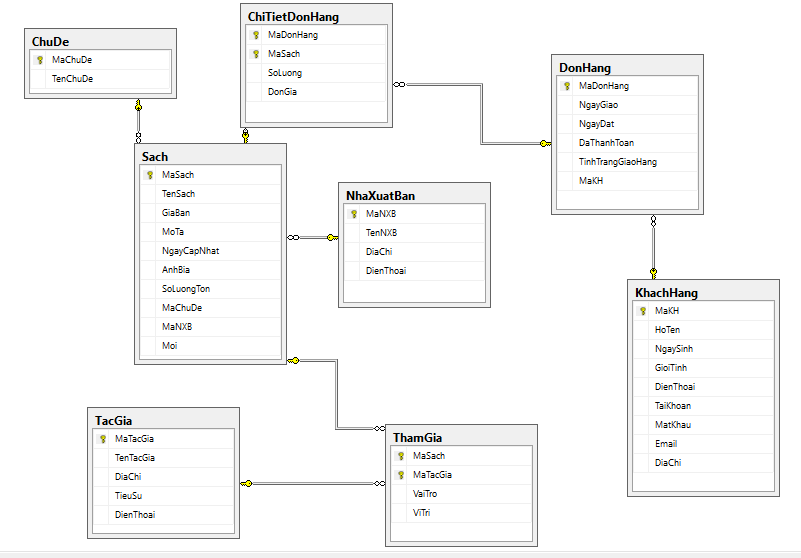 ChuDe
MaChuDe
TenChuDe
ChiTietDonHang
MaDonHang
MaSach
SoLuong
DonGia
DonHang
MaDonHang
NgayGiao
NgayDat
DaThanhToan
TinhTrangGiaoHang
MaKH
Sach
MaSach
TenSach
GiaBan
MoTa
NgayCapNhat
AnhBia
SoLuongTon
MaChuDe
MaNXB
Moi
NhaXuatBan
MaNXB
TenNXB
DiaChi
DienThoai
KhachHang
MaKH
HoTen
NgaySinh
GioiTinh
DienThoai
TaiKhoan
MatKhau
Email
DiaChi
TacGia
MaTacGia
TenTacGia
DiaChi
TieuSu
DienThoai
ThamGia
MaSach
MaTacGia
VaiTro
ViTri